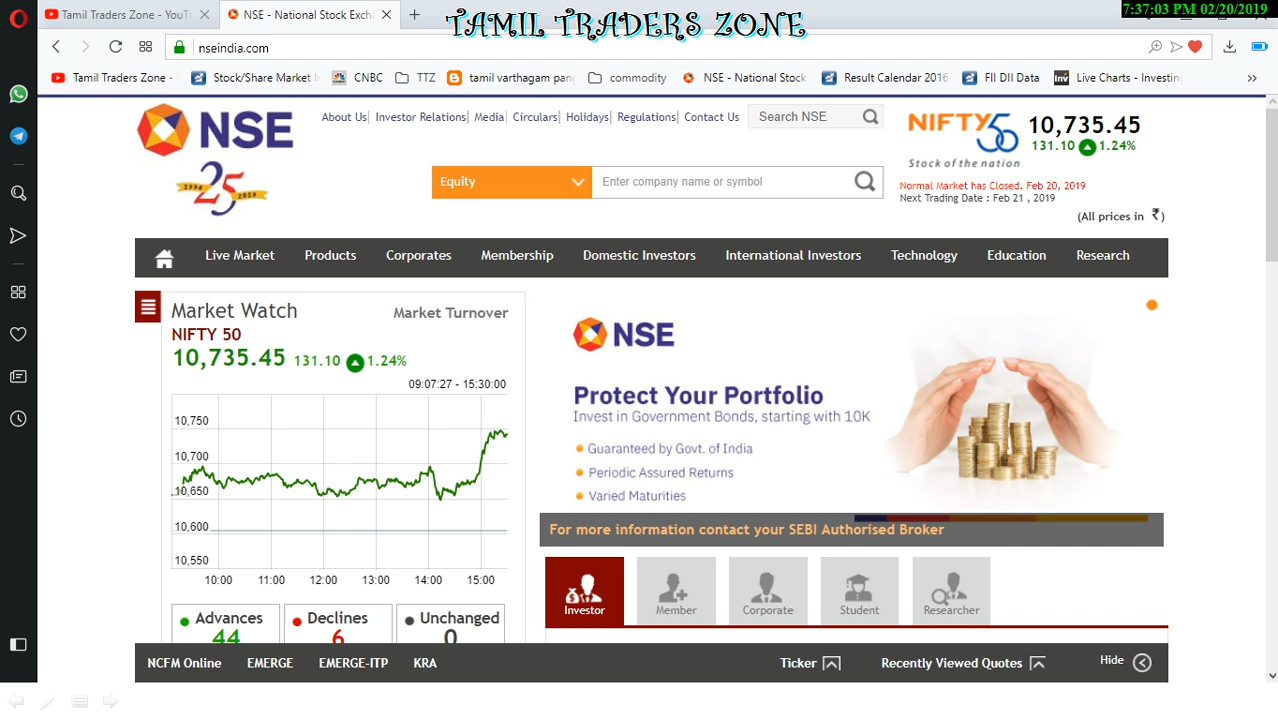 Tamil Traders Zone - YouT
NSE - National Stock Excha
TAMIL TRADERS ZONE
7:37:03 PM 02/20/2019
nseindia.com
Tamil Traders Zone -
Stock/Share Market I
CNBC
TTZ
tamil varthagam pan
commodity
NSE - National Stock
Result Calendar 2016
FII DII Data
Inv
Live Charts - Investin
NSE
1994 25 2019
About Us| Investor Relations| Media| Circulars| Holidays| Regulations| Contact Us
Search NSE
Equity
Enter company name or symbol
NIFTY 50
Stock of the nation
10,735.45
131.10 1.24%
Normal Market has Closed. Feb 20, 2019
Next Trading Date : Feb 21 , 2019
(All prices in ₹)
Live Market
Products
Corporates
Membership
Domestic Investors
International Investors
Technology
Education
Research
Market Watch
Market Turnover
NIFTY 50
10,735.45 131.10 1.24%
09:07:27 - 15:30:00
10,750
10,700
10,650
10,600
10,550
10:00 11:00 12:00 13:00 14:00 15:00
Advances
44
Declines
6
Unchanged
0
NSE
Protect Your Portfolio
Invest in Government Bonds, starting with 10K
Guaranteed by Govt. of India
Periodic Assured Returns
Varied Maturities
For more information contact your SEBI Authorised Broker
Investor
Member
Corporate
Student
Researcher
NCFM Online
EMERGE
EMERGE-ITP
KRA
Ticker
Recently Viewed Quotes
Hide